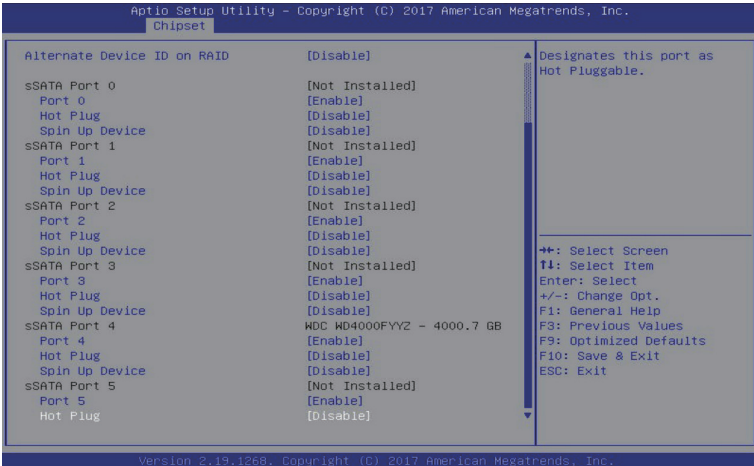 Aptio Setup Utility – Copyright (C) 2017 American Megatrends, Inc.
Chipset
Alternate Device ID on RAID [Disable]
sSATA Port 0 [Not Installed]
Port 0 [Enable]
Hot Plug [Disable]
Spin Up Device [Disable]
sSATA Port 1 [Not Installed]
Port 1 [Enable]
Hot Plug [Disable]
Spin Up Device [Disable]
sSATA Port 2 [Not Installed]
Port 2 [Enable]
Hot Plug [Disable]
Spin Up Device [Disable]
sSATA Port 3 [Not Installed]
Port 3 [Enable]
Hot Plug [Disable]
Spin Up Device [Disable]
sSATA Port 4 WDC WD4000FYYZ – 4000.7 GB
Port 4 [Enable]
Hot Plug [Disable]
Spin Up Device [Disable]
sSATA Port 5 [Not Installed]
Port 5 [Enable]
Hot Plug [Disable]
Designates this port as
Hot Pluggable.
→←: Select Screen
↑↓: Select Item
Enter: Select
+/–: Change Opt.
F1: General Help
F3: Previous Values
F9: Optimized Defaults
F10: Save & Exit
ESC: Exit
Version 2.19.1268. Copyright (C) 2017 American Megatrends, Inc.